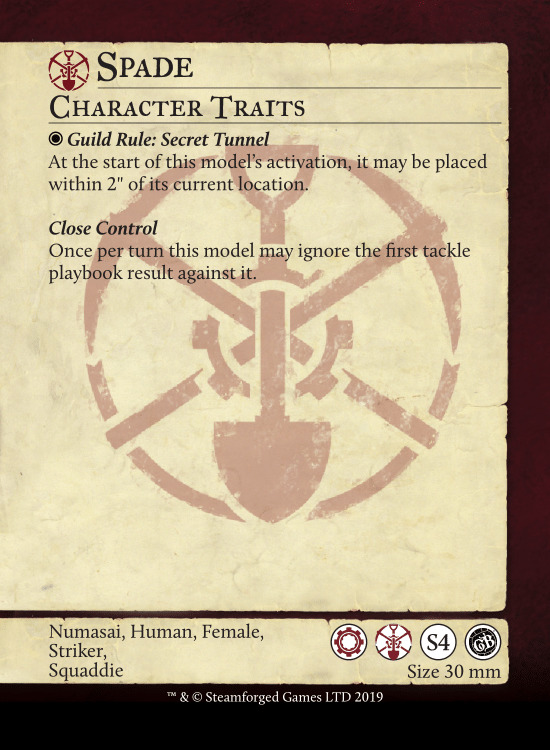 Spade
Character Traits
Guild Rule: Secret Tunnel
At the start of this model's activation, it may be placed
within 2" of its current location.
Close Control
Once per turn this model may ignore the first tackle
playbook result against it.
Numasai, Human, Female,
Striker,
Squaddie
S4
GB
Size 30 mm
™ & © Steamforged Games LTD 2019